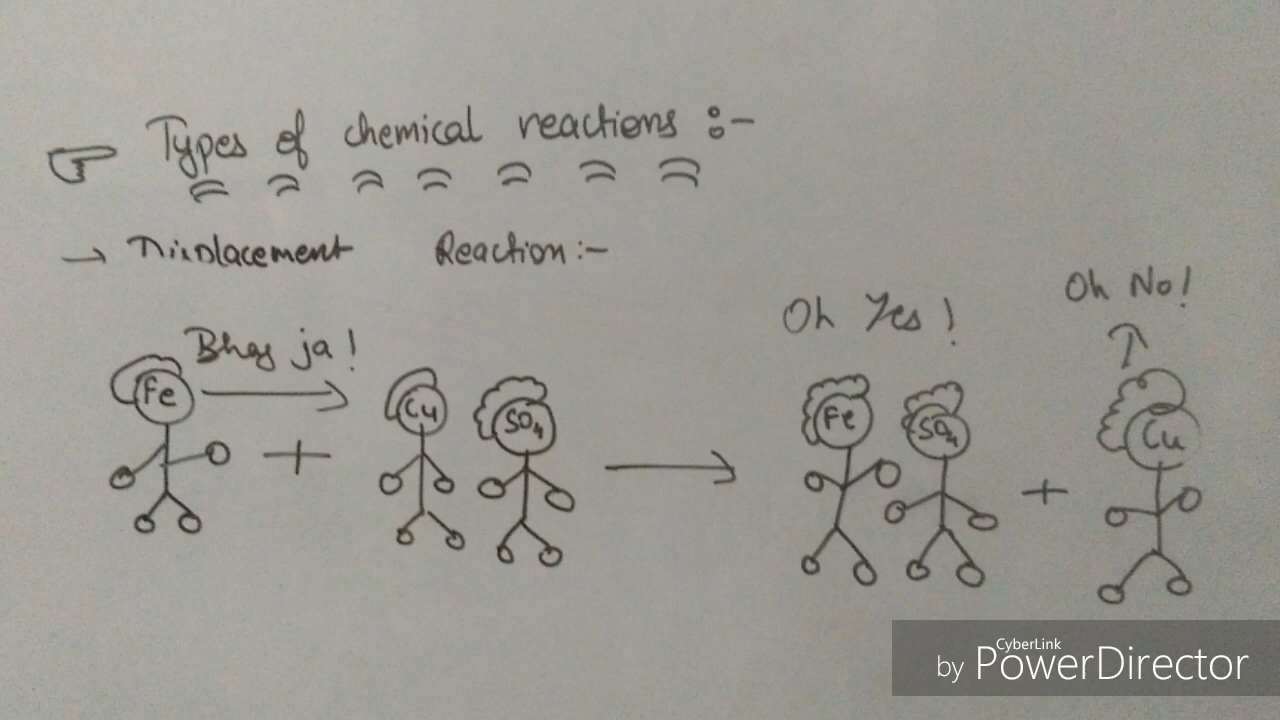 Types of chemical reactions :-
→ Displacement Reaction :-
Oh Yes !
Oh No!
Bhag ja !
Fe + Cu SO4 → Fe SO4 + Cu
CyberLink
by PowerDirector